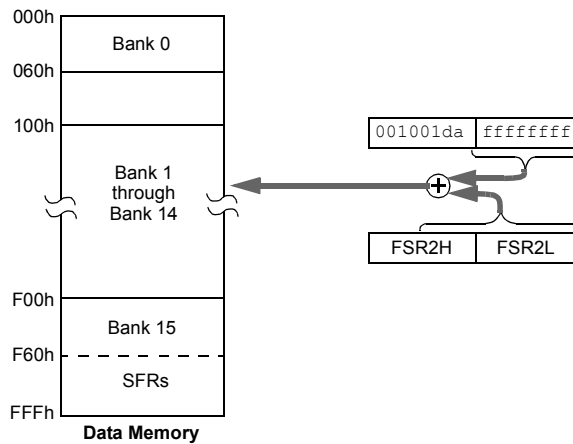 000h
Bank 0
060h
100h
001001da ffffffff
Bank 1
through
Bank 14
FSR2H FSR2L
F00h
Bank 15
F60h
SFRs
FFFh
Data Memory